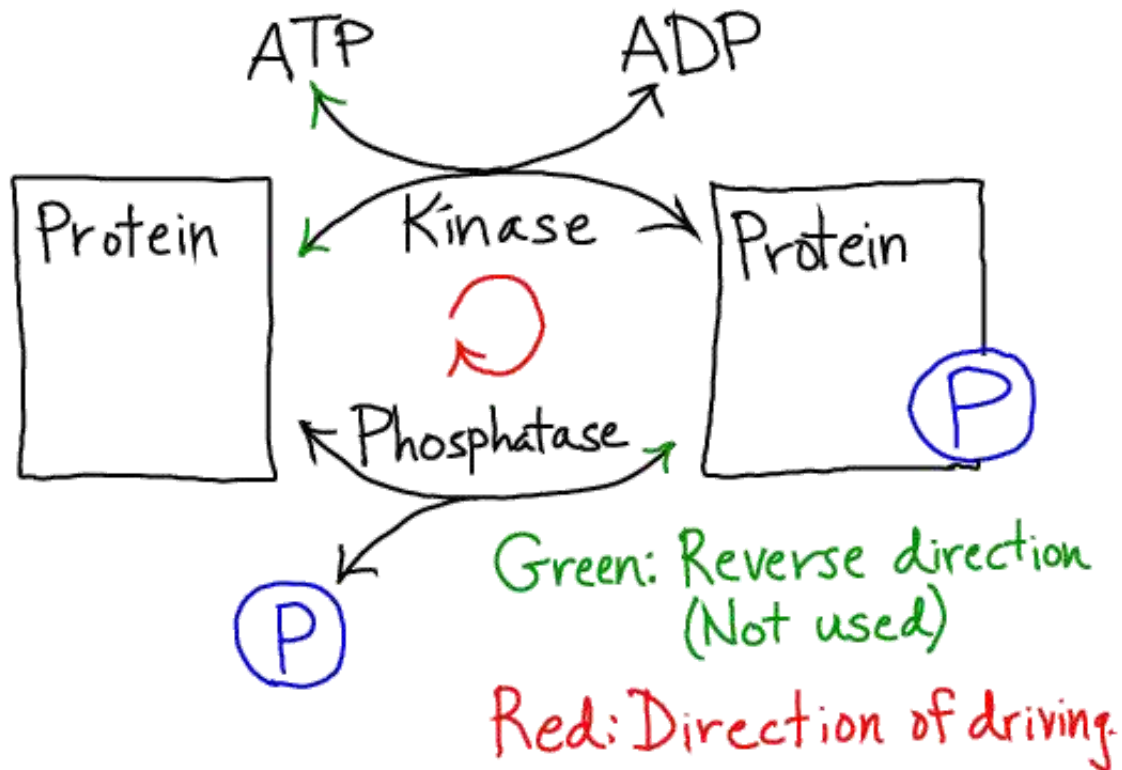 ATP
ADP
Protein
Kinase
Protein
P
Phosphatase
P
Green: Reverse direction
(Not used)
Red: Direction of driving.